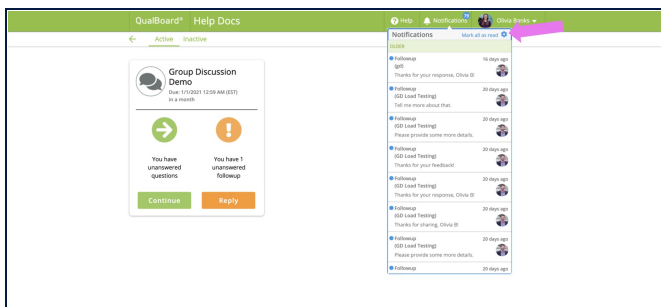 QualBoard® Help Docs
Help Notifications 79 Olivia Binks
Active Inactive
Group Discussion
Demo
Due: 1/1/2021 12:59 AM (EST)
in a month
You have
unanswered
questions
You have 1
unanswered
followup
Continue
Reply
Notifications Mark all as read
OLDER
Followup 16 days ago
Thanks for your response, Olivia B!
Followup 20 days ago
(GD Load Testing)
Tell me more about that.
Followup 20 days ago
(GD Load Testing)
Please provide some more details,
Followup 20 days ago
(GD Load Testing)
Thanks for your feedback!
Followup 20 days ago
(GD Load Testing)
Thanks for your response, Olivia B!
Followup 20 days ago
(GD Load Testing)
Thanks for sharing, Olivia B!
Followup 20 days ago
(GD Load Testing)
Please provide some more details,
Followup 20 days ago